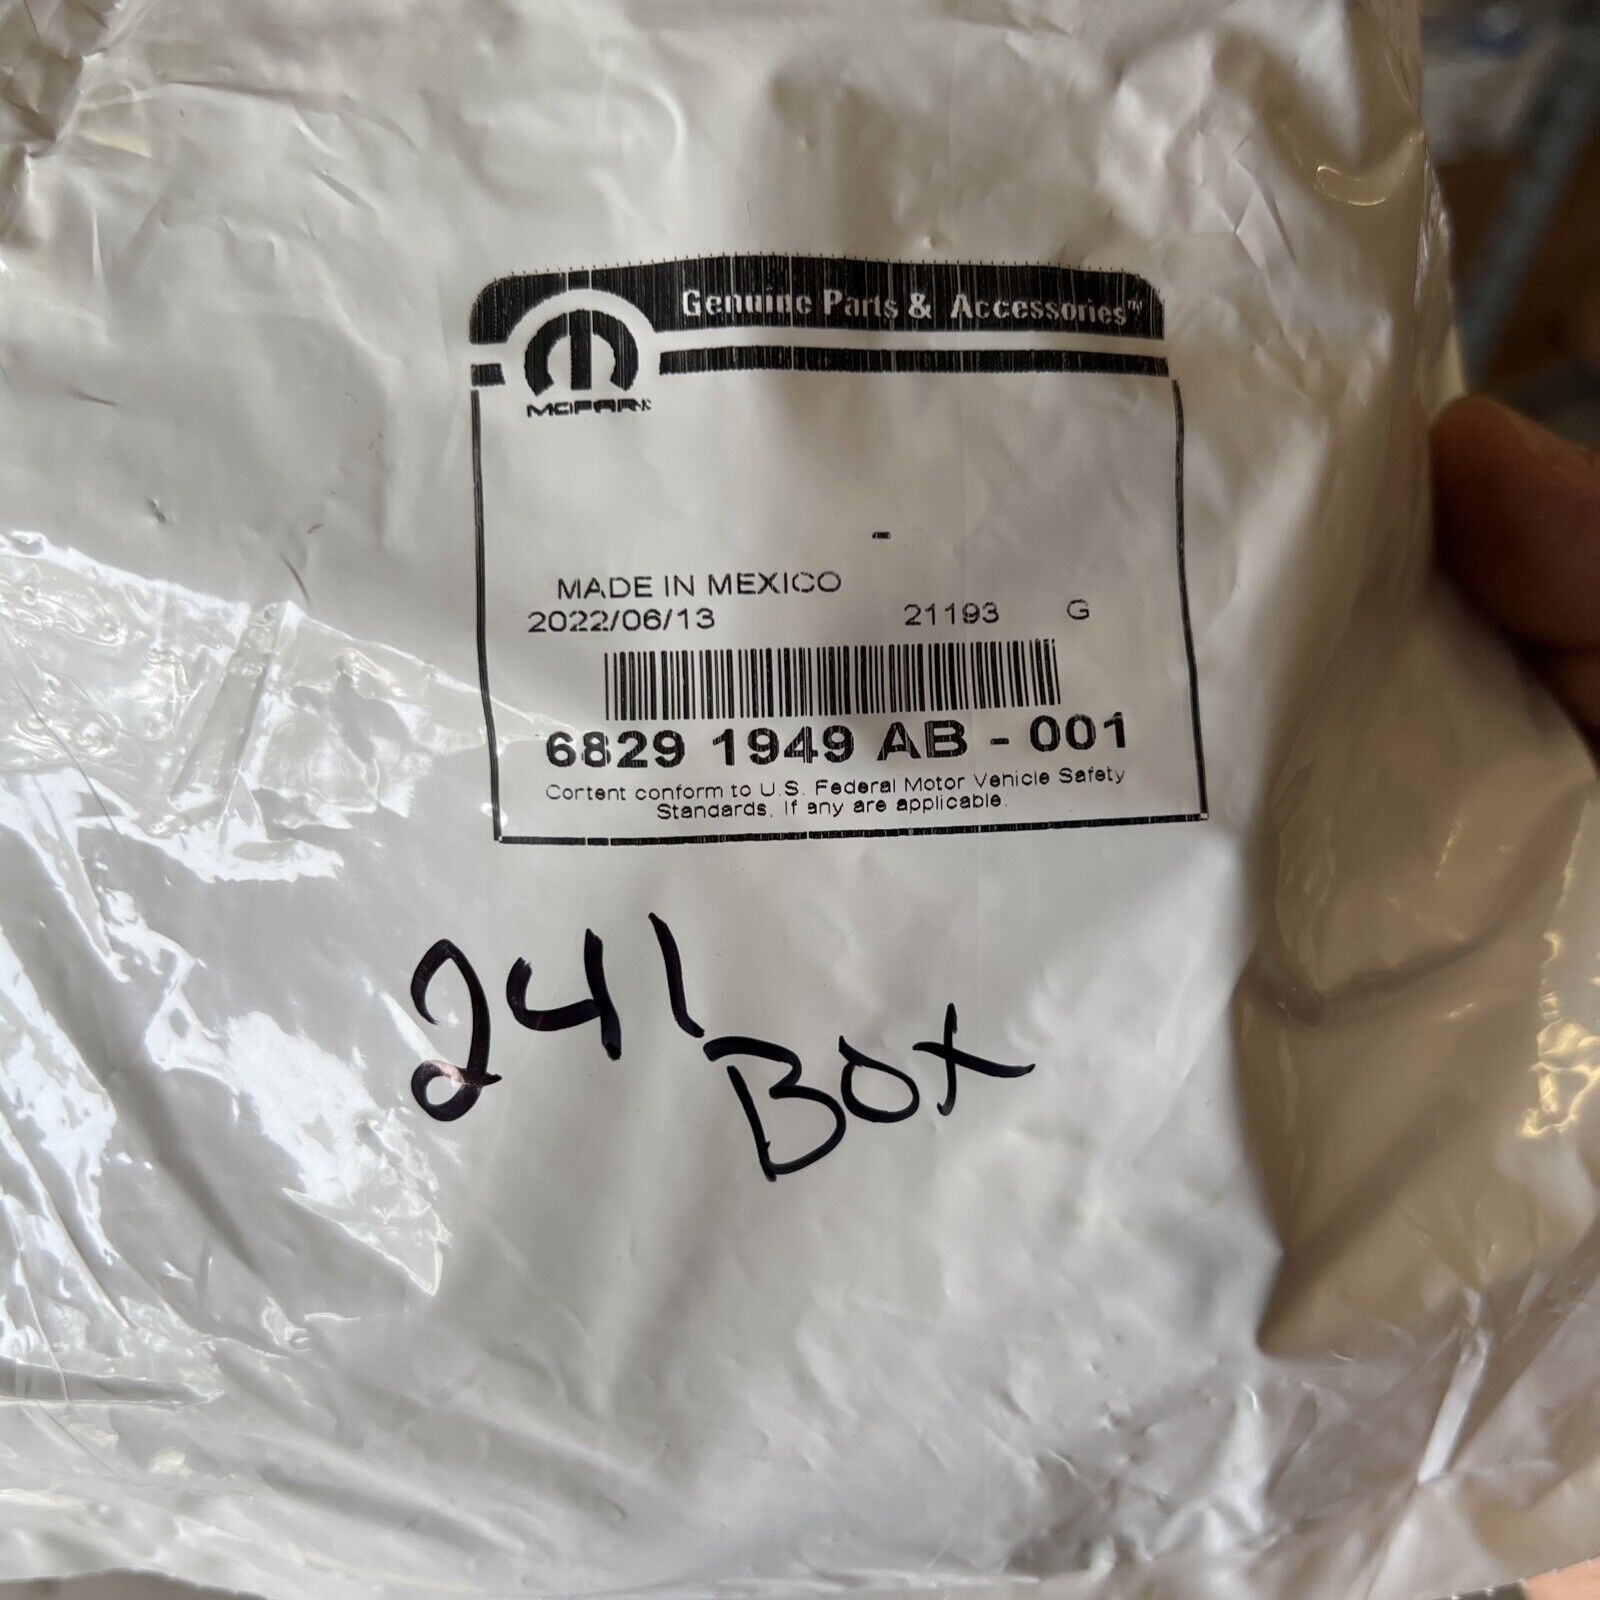 Genuine Parts & Accessories™
MOPAR
-
MADE IN MEXICO
2022/06/13 21193 G
6829 1949 AB - 001
Cortent conform to U.S. Federal Motor Vehicle Safety
Standards, If any are applicable.
241
BOX